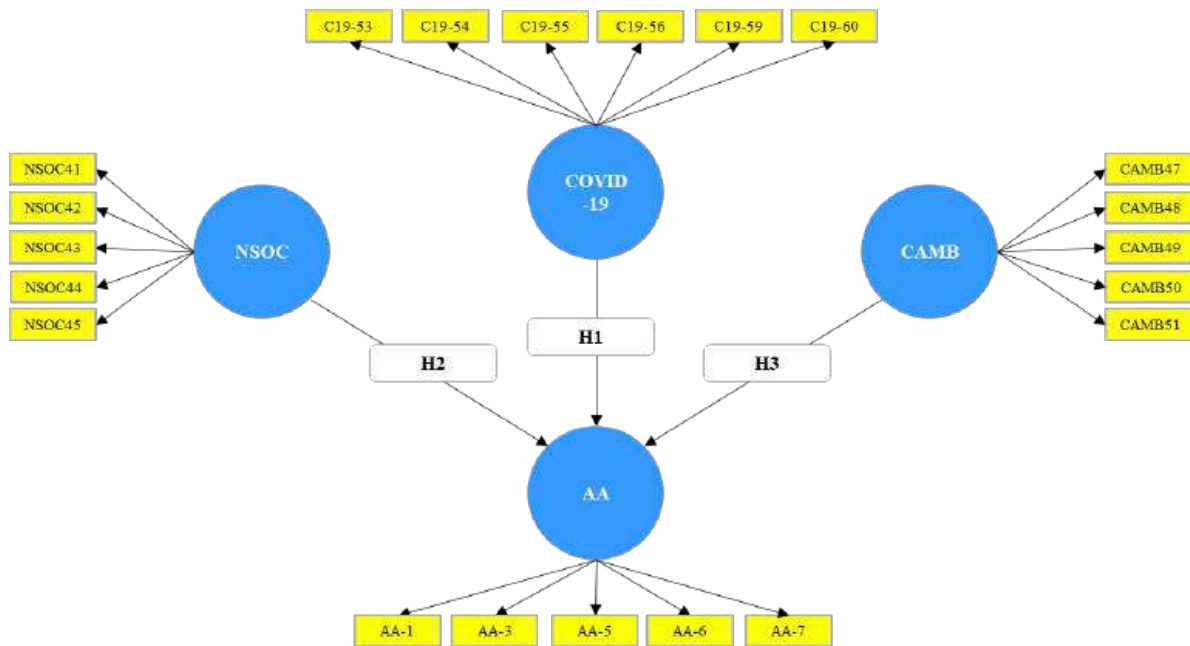 C19-53
C19-54
C19-55
C19-56
C19-59
C19-60
COVID
-19
NSOC41
NSOC42
NSOC43
NSOC44
NSOC45
NSOC
CAMB
CAMB47
CAMB48
CAMB49
CAMB50
CAMB51
H1
H2
H3
AA
AA-1
AA-3
AA-5
AA-6
AA-7